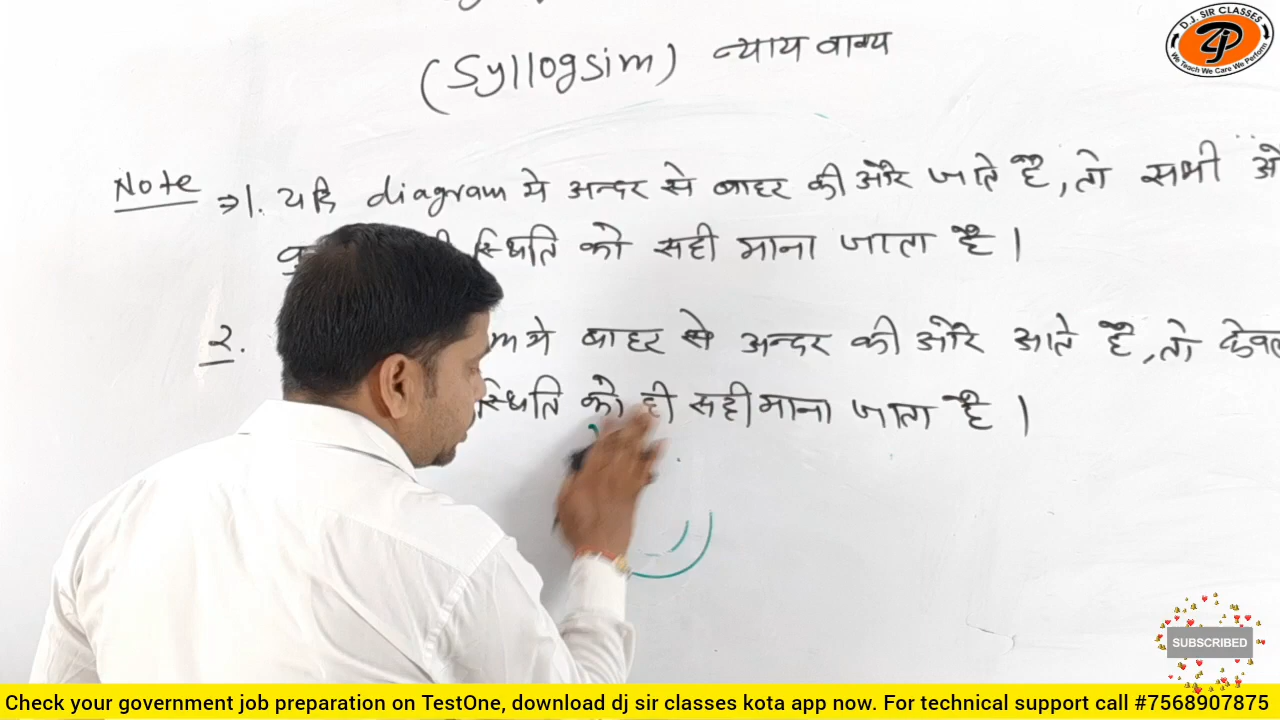 (Syllogsim) न्याय वाग्य
D.J. SIR CLASSES
We Teach We Care We Perform
Note ⇒ 1. यदि diagram मे अन्दर से बाहर की और जाते है, तो सभी
स्थिति को सही माना जाता है।
2. मे बाहर से अन्दर की और आते है, तो केवल
स्थिति को ही सही माना जाता है।
SUBSCRIBED
Check your government job preparation on TestOne, download dj sir classes kota app now. For technical support call #7568907875